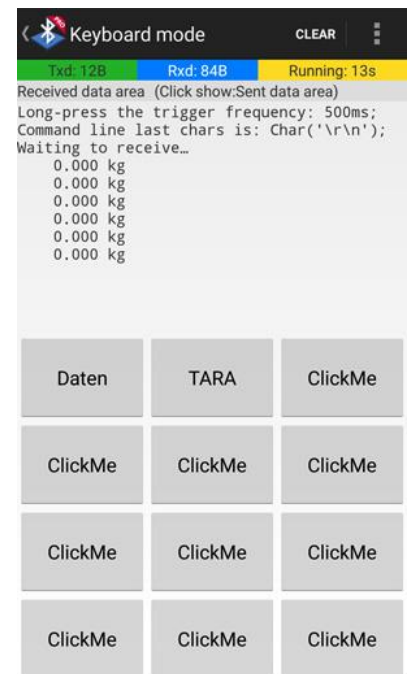 PRO
Keyboard mode CLEAR
Txd: 12B Rxd: 84B Running: 13s
Received data area (Click show:Sent data area)
Long-press the trigger frequency: 500ms;
Command line last chars is: Char('\r\n');
Waiting to receive…
0.000 kg
0.000 kg
0.000 kg
0.000 kg
0.000 kg
0.000 kg
Daten TARA ClickMe
ClickMe ClickMe ClickMe
ClickMe ClickMe ClickMe
ClickMe ClickMe ClickMe